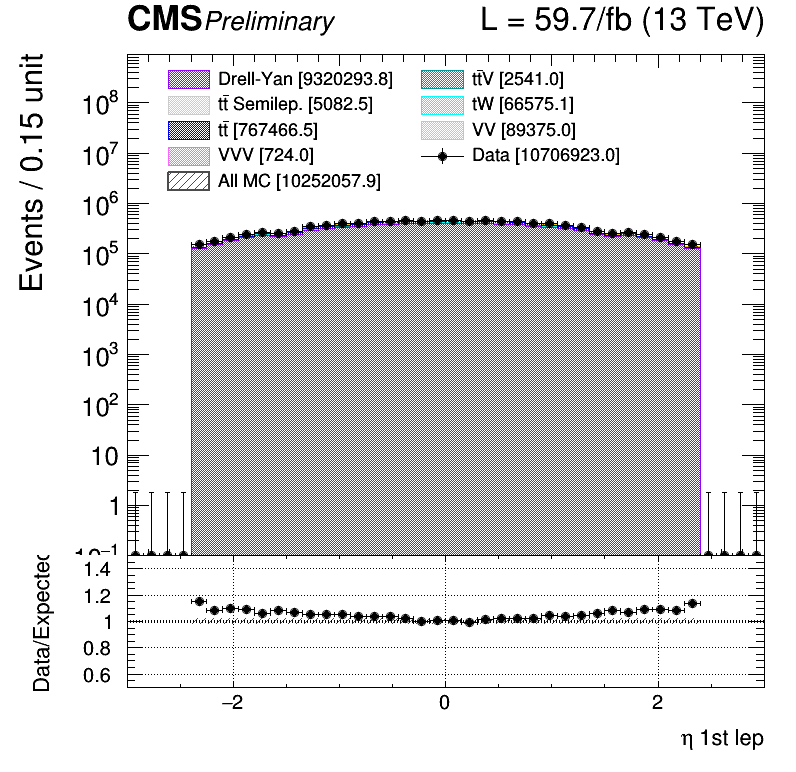 CMS Preliminary L = 59.7/fb (13 TeV)
Events / 0.15 unit
Drell-Yan [9320293.8]
tt̄ Semilep. [5082.5]
tt̄ [767466.5]
VVV [724.0]
All MC [10252057.9]
tt̄V [2541.0]
tW [66575.1]
VV [89375.0]
Data [10706923.0]
10⁸
10⁷
10⁶
10⁵
10⁴
10³
10²
10
1
10⁻¹
Data/Expected
1.4
1.2
1
0.8
0.6
−2 0 2
η 1st lep